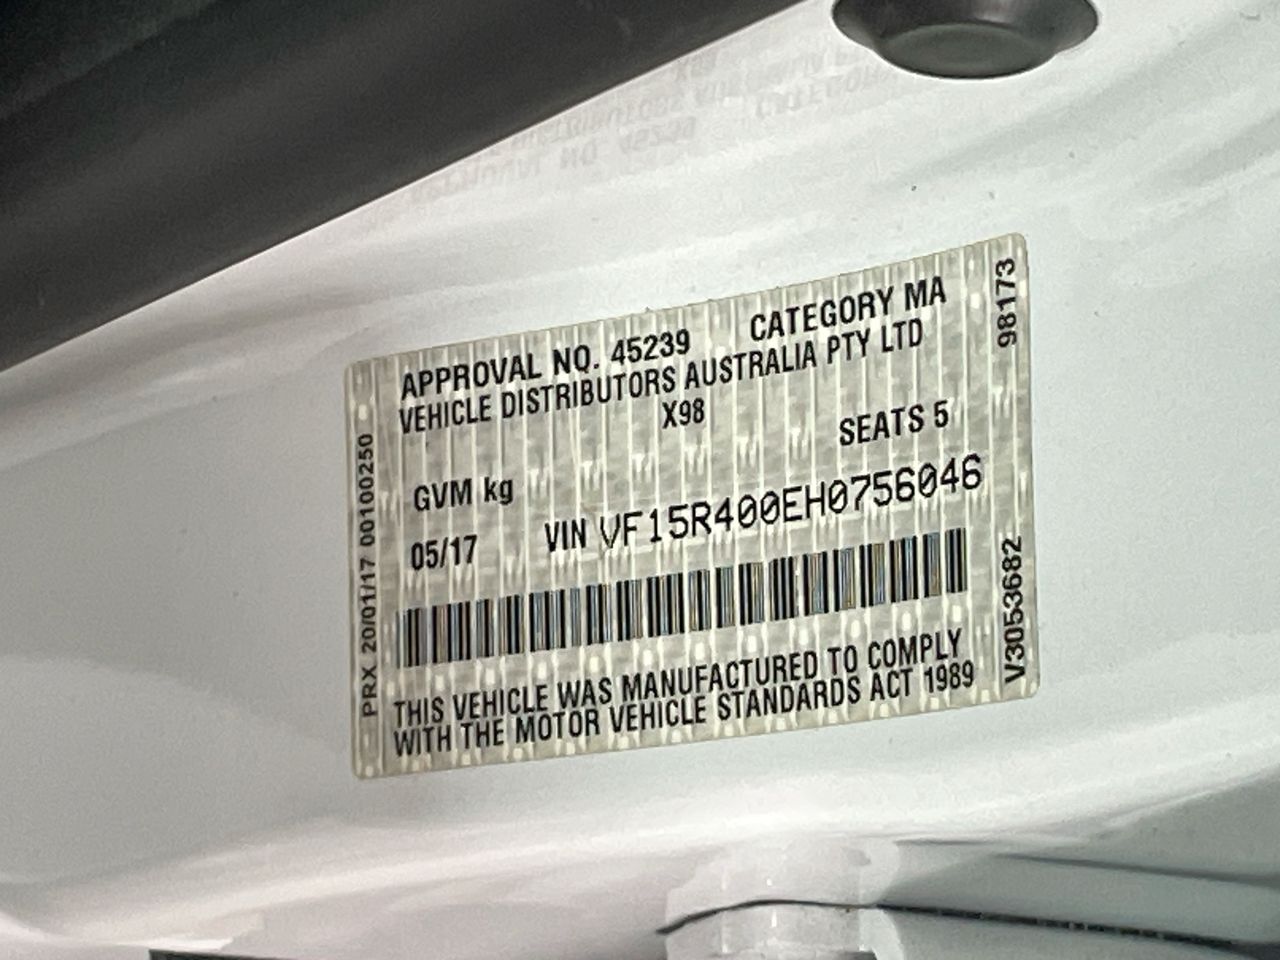 APPROVAL NO. 45239 CATEGORY MA
VEHICLE DISTRIBUTORS AUSTRALIA PTY LTD
X98
SEATS 5
GVM kg
05/17 VIN VF15R400EH0756046
THIS VEHICLE WAS MANUFACTURED TO COMPLY
WITH THE MOTOR VEHICLE STANDARDS ACT 1989
PRX 20/01/17 00100250
V3053682
98173